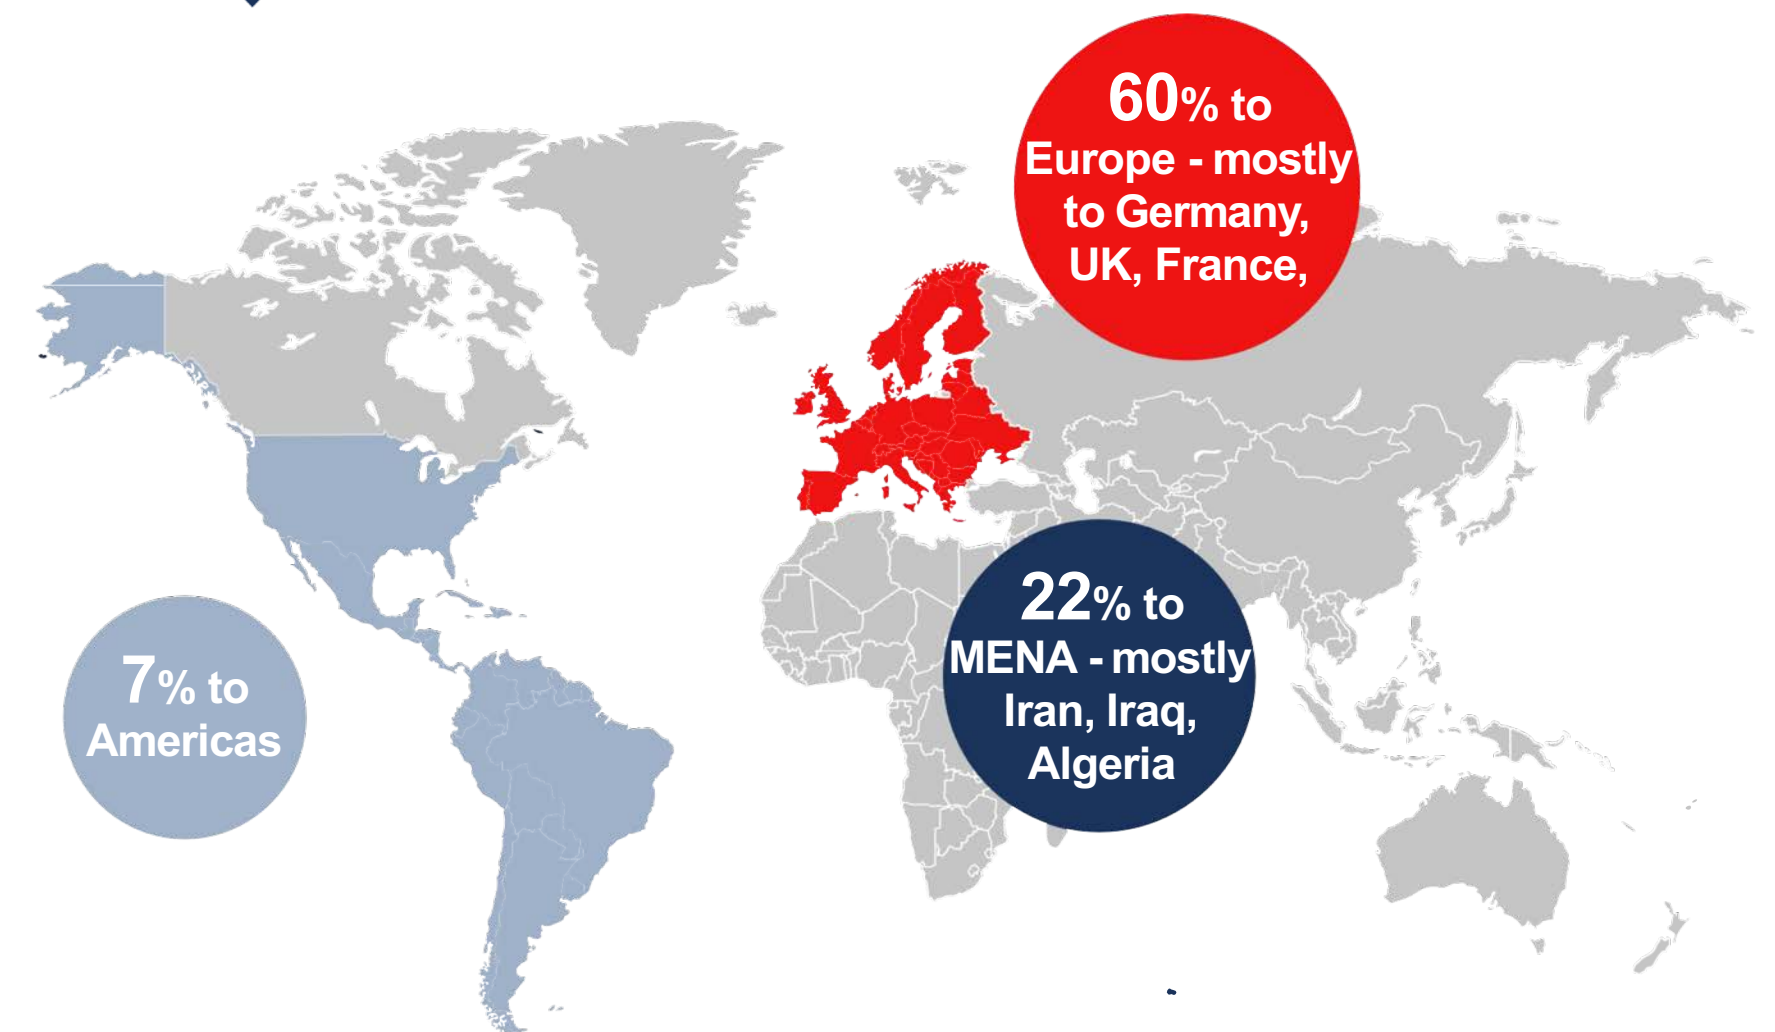 60% to
Europe - mostly
to Germany,
UK, France,
22% to
MENA - mostly
Iran, Iraq,
Algeria
7% to
Americas